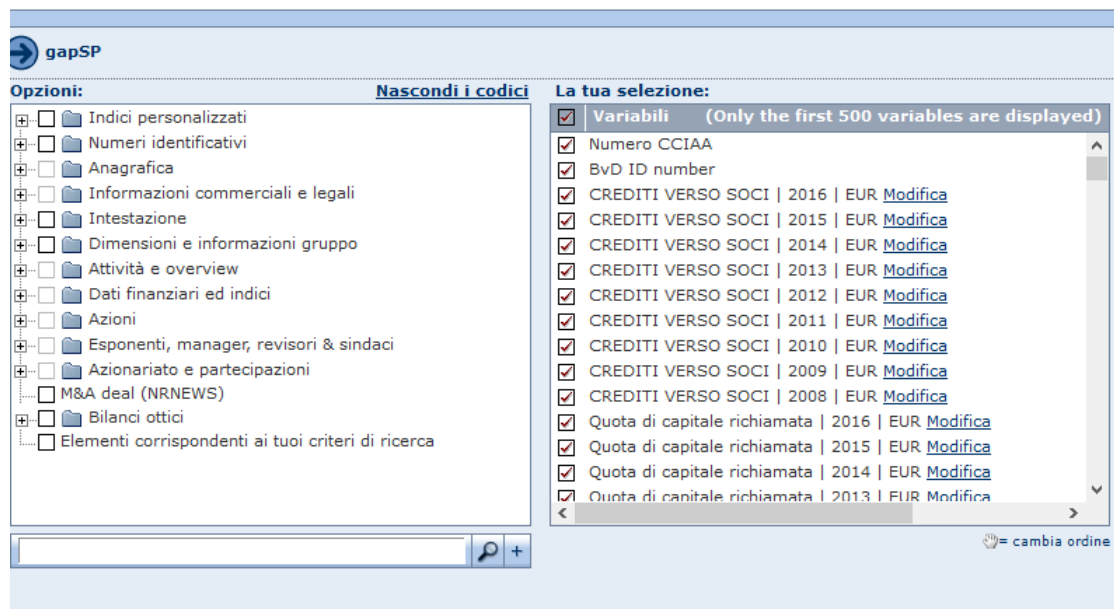 gapSP
Opzioni: Nascondi i codici
Indici personalizzati
Numeri identificativi
Anagrafica
Informazioni commerciali e legali
Intestazione
Dimensioni e informazioni gruppo
Attività e overview
Dati finanziari ed indici
Azioni
Esponenti, manager, revisori & sindaci
Azionariato e partecipazioni
M&A deal (NRNEWS)
Bilanci ottici
Elementi corrispondenti ai tuoi criteri di ricerca
+
La tua selezione:
Variabili (Only the first 500 variables are displayed)
Numero CCIAA
BvD ID number
CREDITI VERSO SOCI | 2016 | EUR Modifica
CREDITI VERSO SOCI | 2015 | EUR Modifica
CREDITI VERSO SOCI | 2014 | EUR Modifica
CREDITI VERSO SOCI | 2013 | EUR Modifica
CREDITI VERSO SOCI | 2012 | EUR Modifica
CREDITI VERSO SOCI | 2011 | EUR Modifica
CREDITI VERSO SOCI | 2010 | EUR Modifica
CREDITI VERSO SOCI | 2009 | EUR Modifica
CREDITI VERSO SOCI | 2008 | EUR Modifica
Quota di capitale richiamata | 2016 | EUR Modifica
Quota di capitale richiamata | 2015 | EUR Modifica
Quota di capitale richiamata | 2014 | EUR Modifica
Quota di capitale richiamata | 2013 | EUR Modifica
= cambia ordine